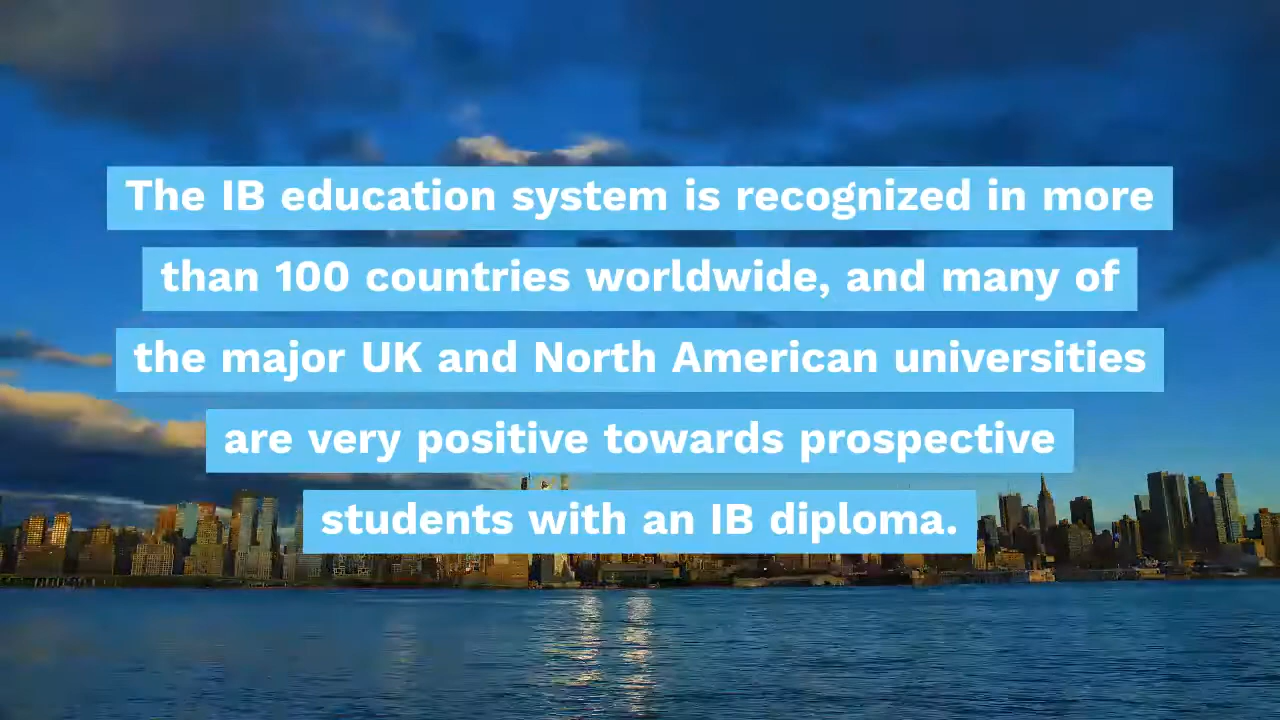 The IB education system is recognized in more
than 100 countries worldwide, and many of
the major UK and North American universities
are very positive towards prospective
students with an IB diploma.